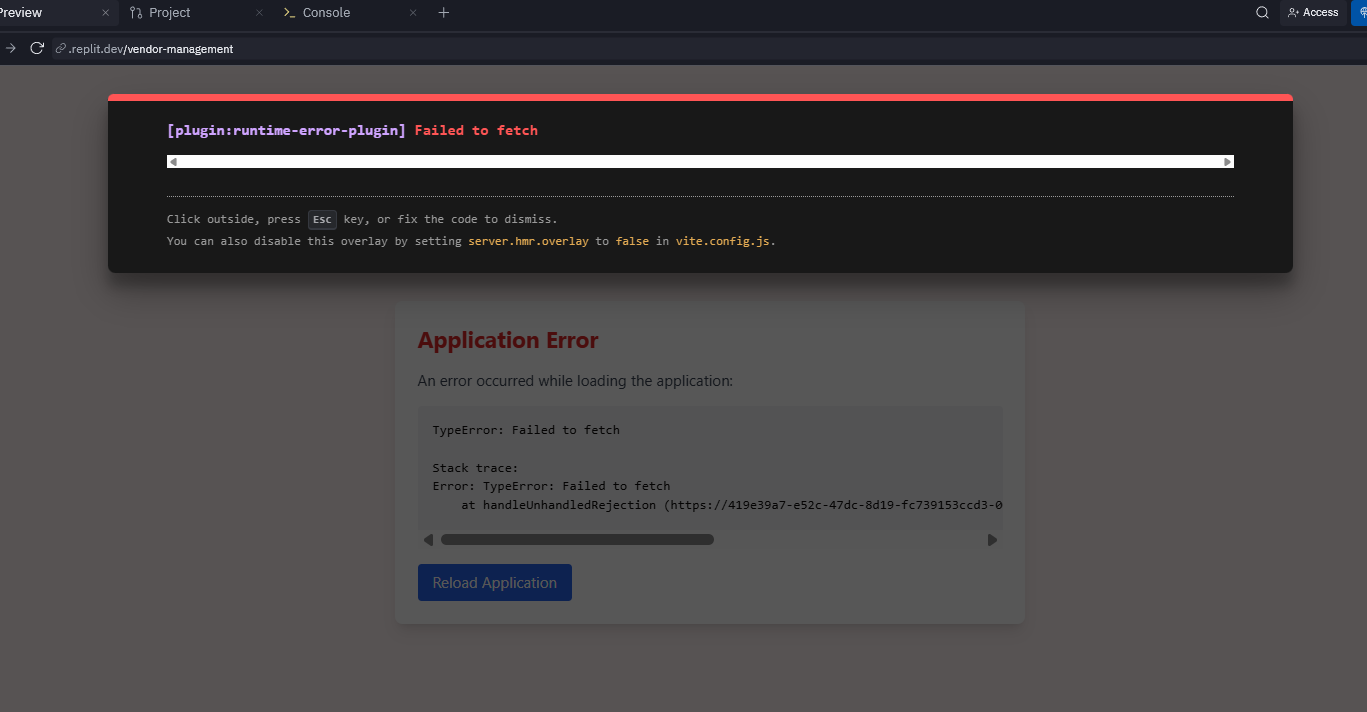 Preview
Project
Console
Access
.replit.dev/vendor-management
[plugin:runtime-error-plugin] Failed to fetch
Click outside, press Esc key, or fix the code to dismiss.
You can also disable this overlay by setting server.hmr.overlay to false in vite.config.js.
Application Error
An error occurred while loading the application:
TypeError: Failed to fetch
Stack trace:
Error: TypeError: Failed to fetch
at handleUnhandledRejection (https://419e39a7-e52c-47dc-8d19-fc739153ccd3-0
Reload Application